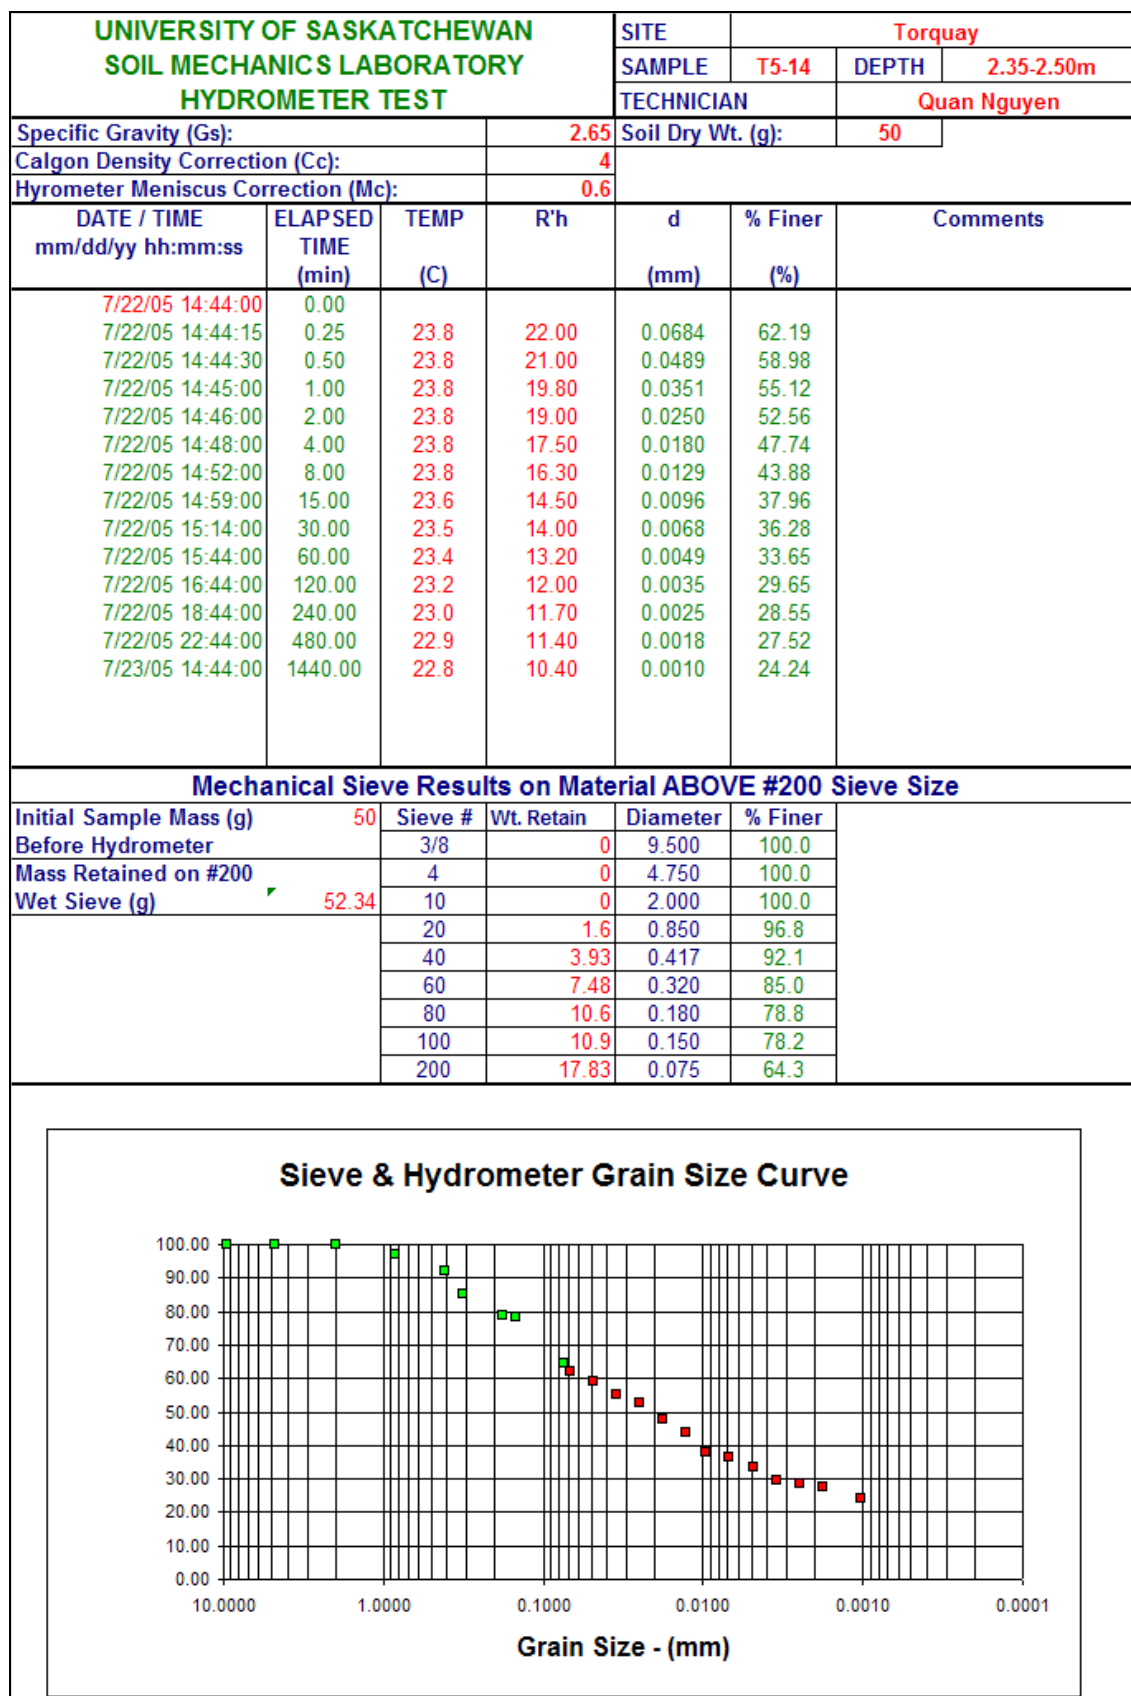 UNIVERSITY OF SASKATCHEWAN
SOIL MECHANICS LABORATORY
HYDROMETER TEST
SITE Torquay
SAMPLE T5-14 DEPTH 2.35-2.50m
TECHNICIAN Quan Nguyen
Specific Gravity (Gs): 2.65 Soil Dry Wt. (g): 50
Calgon Density Correction (Cc): 4
Hyrometer Meniscus Correction (Mc): 0.6
DATE / TIME ELAPSED TEMP R'h d % Finer Comments
mm/dd/yy hh:mm:ss TIME
(min) (C) (mm) (%)
7/22/05 14:44:00 0.00
7/22/05 14:44:15 0.25 23.8 22.00 0.0684 62.19
7/22/05 14:44:30 0.50 23.8 21.00 0.0489 58.98
7/22/05 14:45:00 1.00 23.8 19.80 0.0351 55.12
7/22/05 14:46:00 2.00 23.8 19.00 0.0250 52.56
7/22/05 14:48:00 4.00 23.8 17.50 0.0180 47.74
7/22/05 14:52:00 8.00 23.8 16.30 0.0129 43.88
7/22/05 14:59:00 15.00 23.6 14.50 0.0096 37.96
7/22/05 15:14:00 30.00 23.5 14.00 0.0068 36.28
7/22/05 15:44:00 60.00 23.4 13.20 0.0049 33.65
7/22/05 16:44:00 120.00 23.2 12.00 0.0035 29.65
7/22/05 18:44:00 240.00 23.0 11.70 0.0025 28.55
7/22/05 22:44:00 480.00 22.9 11.40 0.0018 27.52
7/23/05 14:44:00 1440.00 22.8 10.40 0.0010 24.24
Mechanical Sieve Results on Material ABOVE #200 Sieve Size
Initial Sample Mass (g) 50 Sieve # Wt. Retain Diameter % Finer
Before Hydrometer 3/8 0 9.500 100.0
Mass Retained on #200 4 0 4.750 100.0
Wet Sieve (g) 52.34 10 0 2.000 100.0
20 1.6 0.850 96.8
40 3.93 0.417 92.1
60 7.48 0.320 85.0
80 10.6 0.180 78.8
100 10.9 0.150 78.2
200 17.83 0.075 64.3
Sieve & Hydrometer Grain Size Curve
100.00
90.00
80.00
70.00
60.00
50.00
40.00
30.00
20.00
10.00
0.00
10.0000 1.0000 0.1000 0.0100 0.0010 0.0001
Grain Size - (mm)